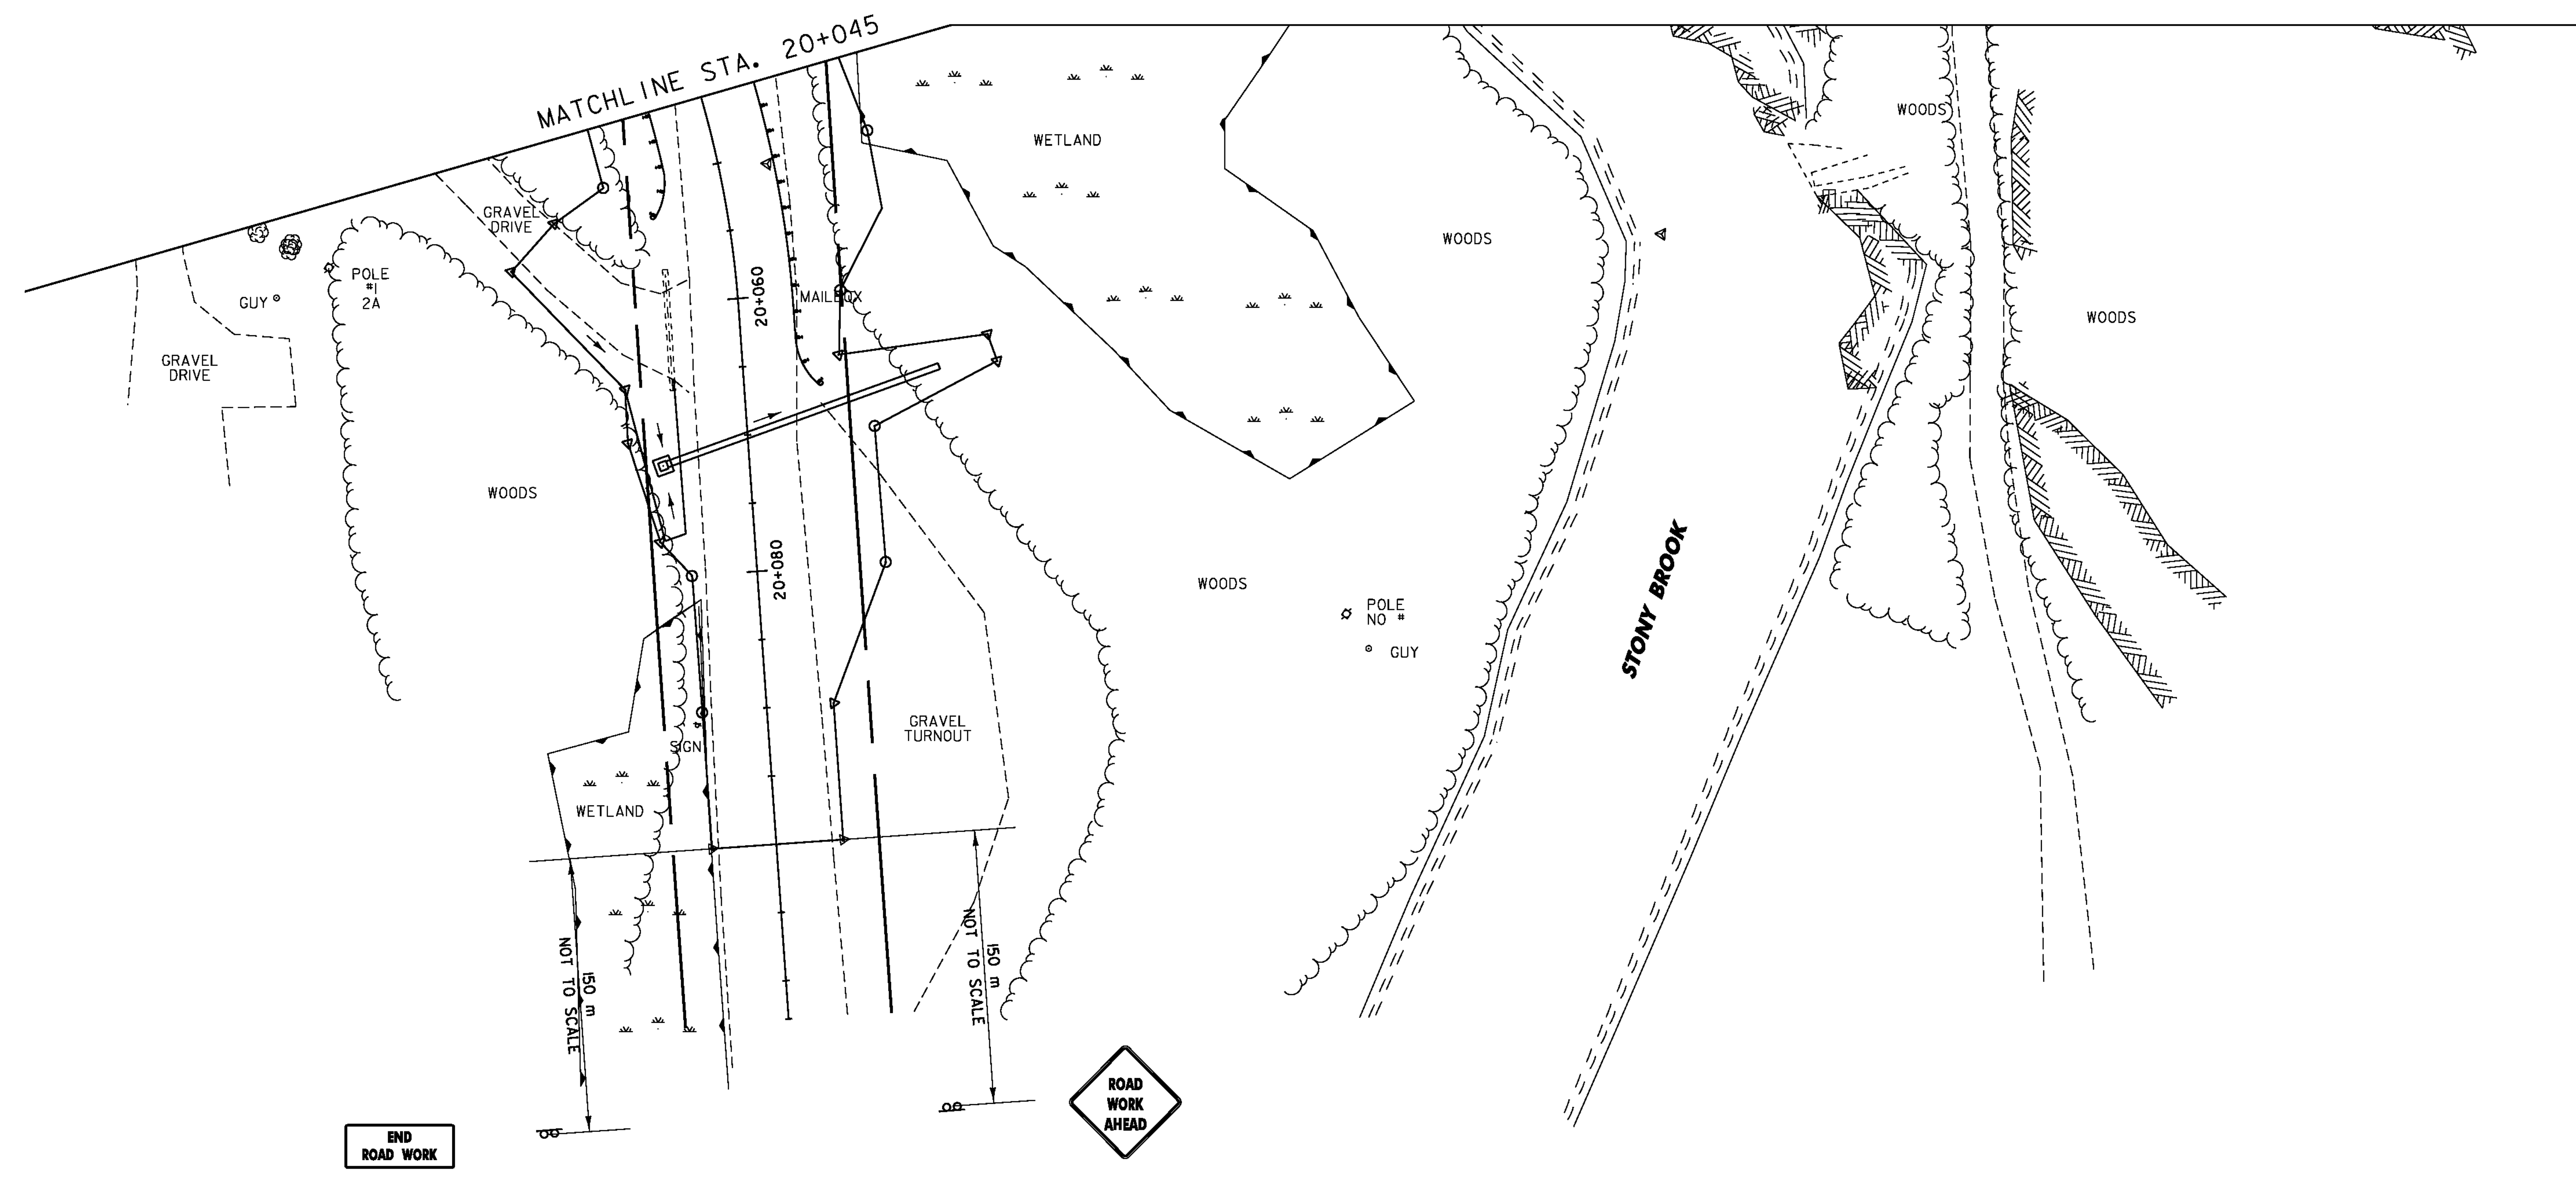 MATCHLINE STA. 20+045
WETLAND
WOODS
GRAVEL
DRIVE
WOODS
POLE
#1
2A
GUY
20+060
MAILBOX
WOODS
GRAVEL
DRIVE
WOODS
20+080
WOODS
STONY BROOK
POLE
NO #
GUY
GRAVEL
TURNOUT
SIGN
WETLAND
150 m
NOT TO SCALE
150 m
NOT TO SCALE
ROAD
WORK
AHEAD
END
ROAD WORK